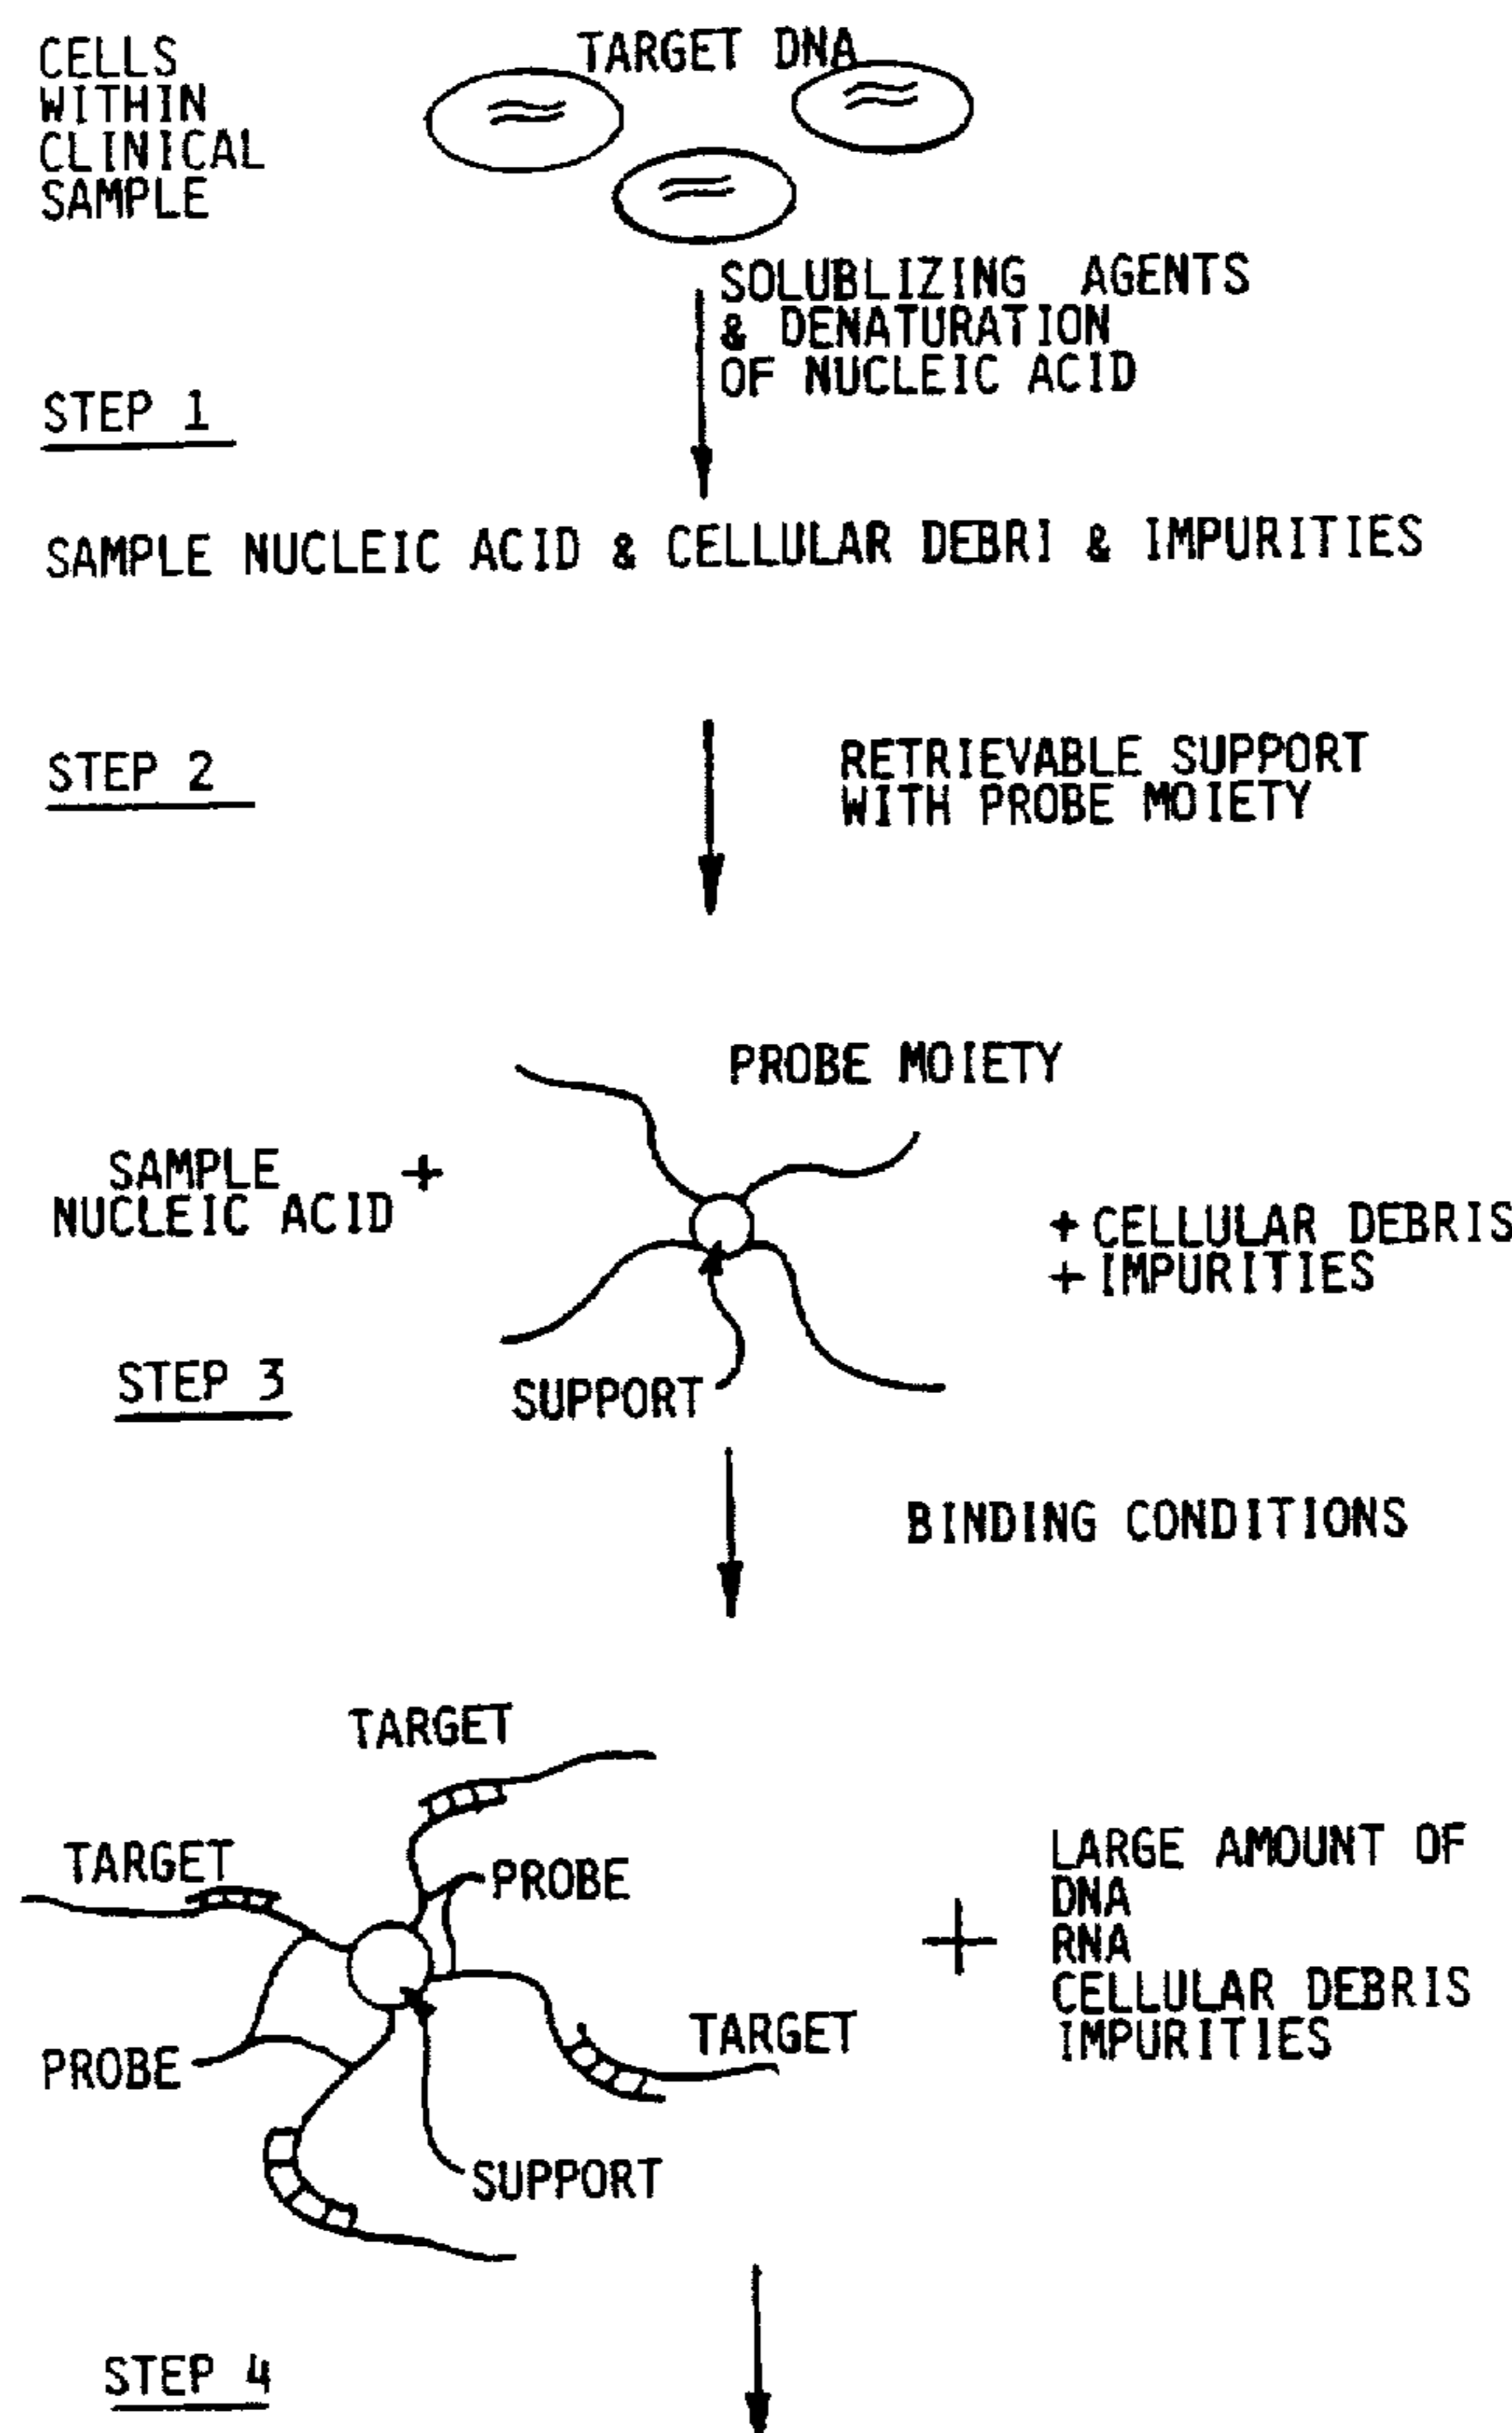 CELLS
WITHIN
CLINICAL
SAMPLE
TARGET DNA
SOLUBLIZING AGENTS
& DENATURATION
OF NUCLEIC ACID
STEP 1
SAMPLE NUCLEIC ACID & CELLULAR DEBRI & IMPURITIES
STEP 2
RETRIEVABLE SUPPORT
WITH PROBE MOIETY
PROBE MOIETY
SAMPLE +
NUCLEIC ACID
+ CELLULAR DEBRIS
+ IMPURITIES
STEP 3
SUPPORT
BINDING CONDITIONS
TARGET
TARGET
PROBE
+
LARGE AMOUNT OF
DNA
RNA
CELLULAR DEBRIS
IMPURITIES
TARGET
PROBE
SUPPORT
STEP 4